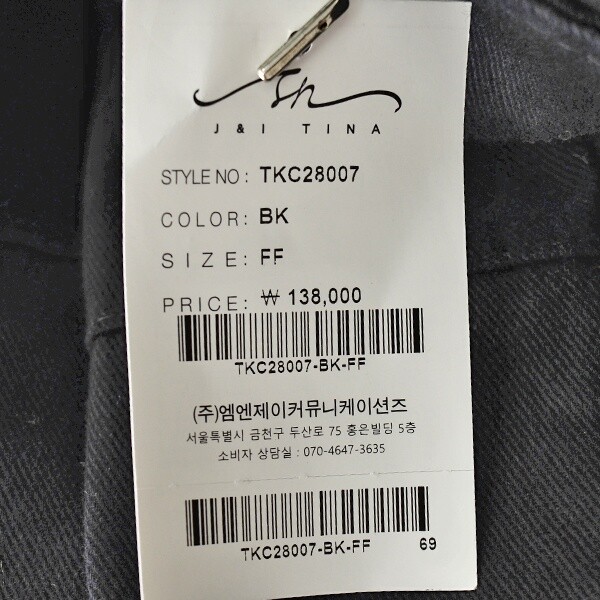 J & I TINA
STYLE NO : TKC28007
COLOR : BK
SIZE : FF
PRICE : ₩ 138,000
TKC28007-BK-FF
(주)엠엔제이커뮤니케이션즈
서울특별시 금천구 두산로 75 홍은빌딩 5층
소비자 상담실 : 070-4647-3635
TKC28007-BK-FF 69